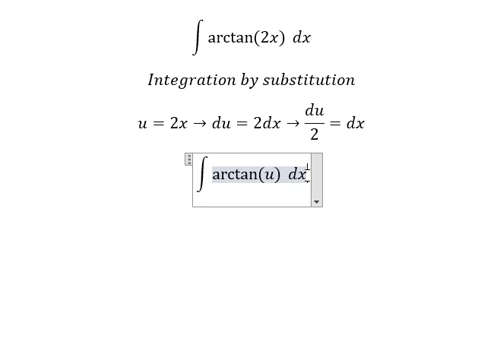 ∫ arctan(2x) dx
Integration by substitution
u = 2x → du = 2dx → du/2 = dx
∫ arctan(u) dx